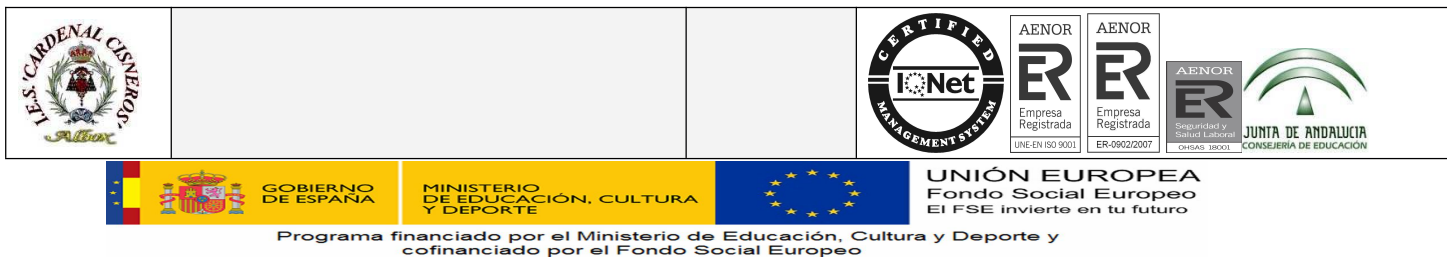 I.E.S. 'CARDENAL CISNEROS'
Albox
CERTIFIED
IQNet
MANAGEMENT SYSTEM
AENOR
ER
Empresa
Registrada
UNE-EN ISO 9001
AENOR
ER
Empresa
Registrada
ER-0902/2007
AENOR
ER
Seguridad y
Salud Laboral
OHSAS 18001
JUNTA DE ANDALUCIA
CONSEJERÍA DE EDUCACIÓN
GOBIERNO
DE ESPAÑA
MINISTERIO
DE EDUCACIÓN, CULTURA
Y DEPORTE
UNIÓN EUROPEA
Fondo Social Europeo
El FSE invierte en tu futuro
Programa financiado por el Ministerio de Educación, Cultura y Deporte y
cofinanciado por el Fondo Social Europeo